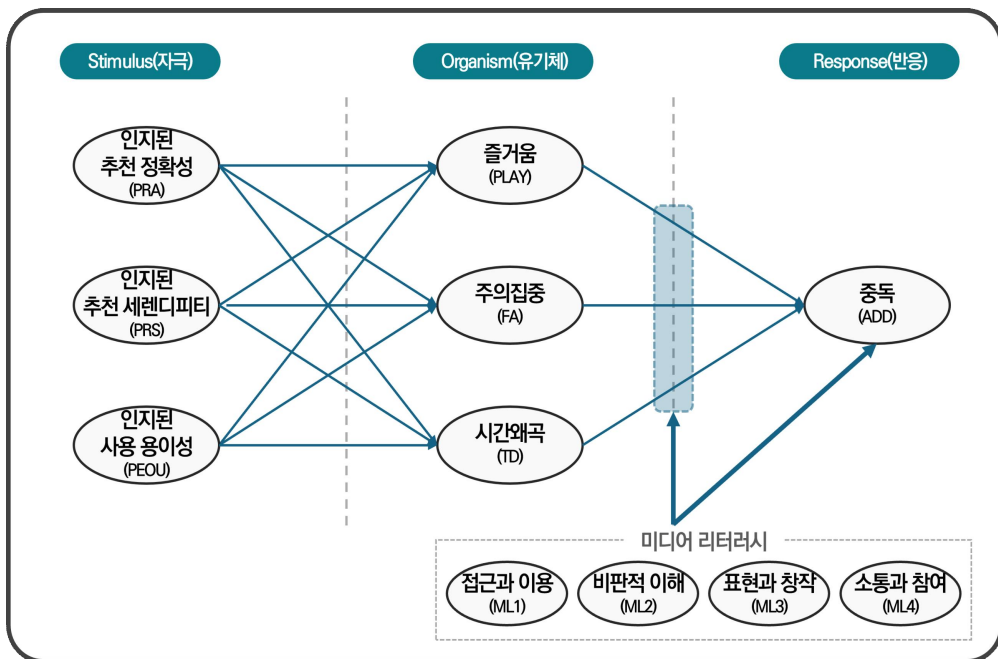 Stimulus(자극)
Organism(유기체)
Response(반응)
인지된
추천 정확성
(PRA)
즐거움
(PLAY)
인지된
추천 세렌디피티
(PRS)
주의집중
(FA)
중독
(ADD)
인지된
사용 용이성
(PEOU)
시간왜곡
(TD)
미디어 리터러시
접근과 이용
(ML1)
비판적 이해
(ML2)
표현과 창작
(ML3)
소통과 참여
(ML4)